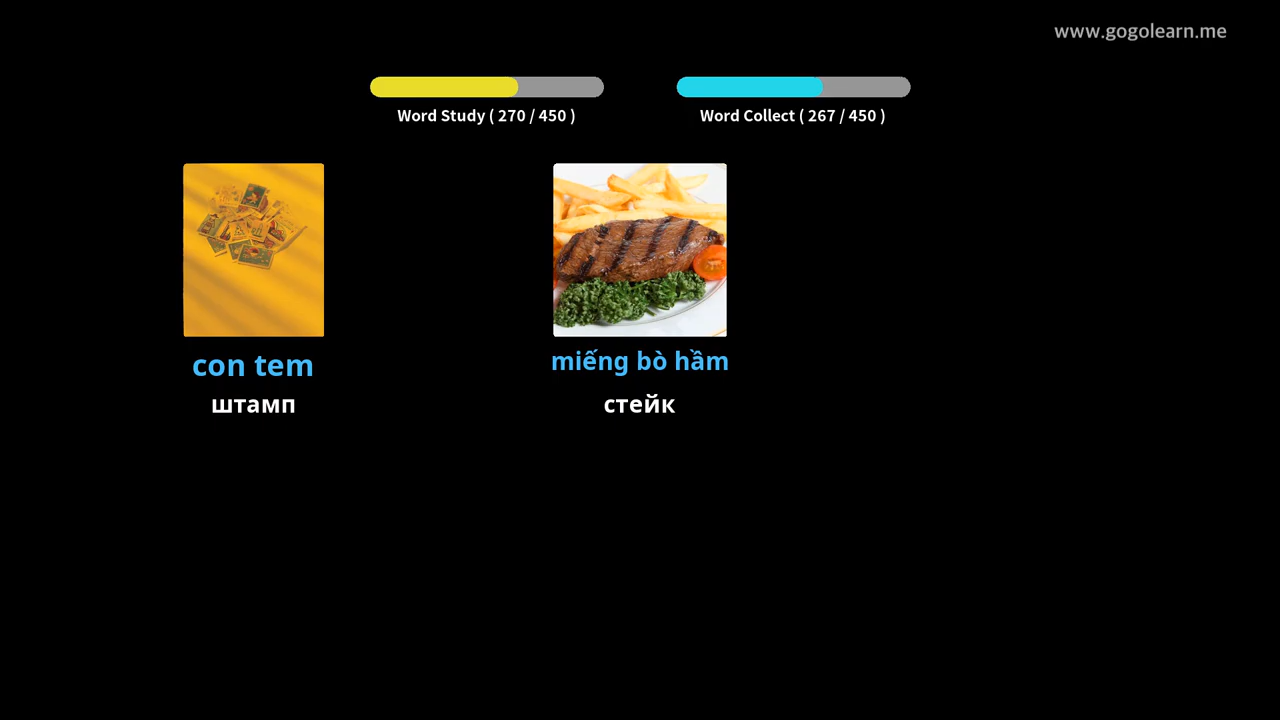 www.gogolearn.me
Word Study ( 270 / 450 )
Word Collect ( 267 / 450 )
con tem
штамп
miếng bò hầm
стейк